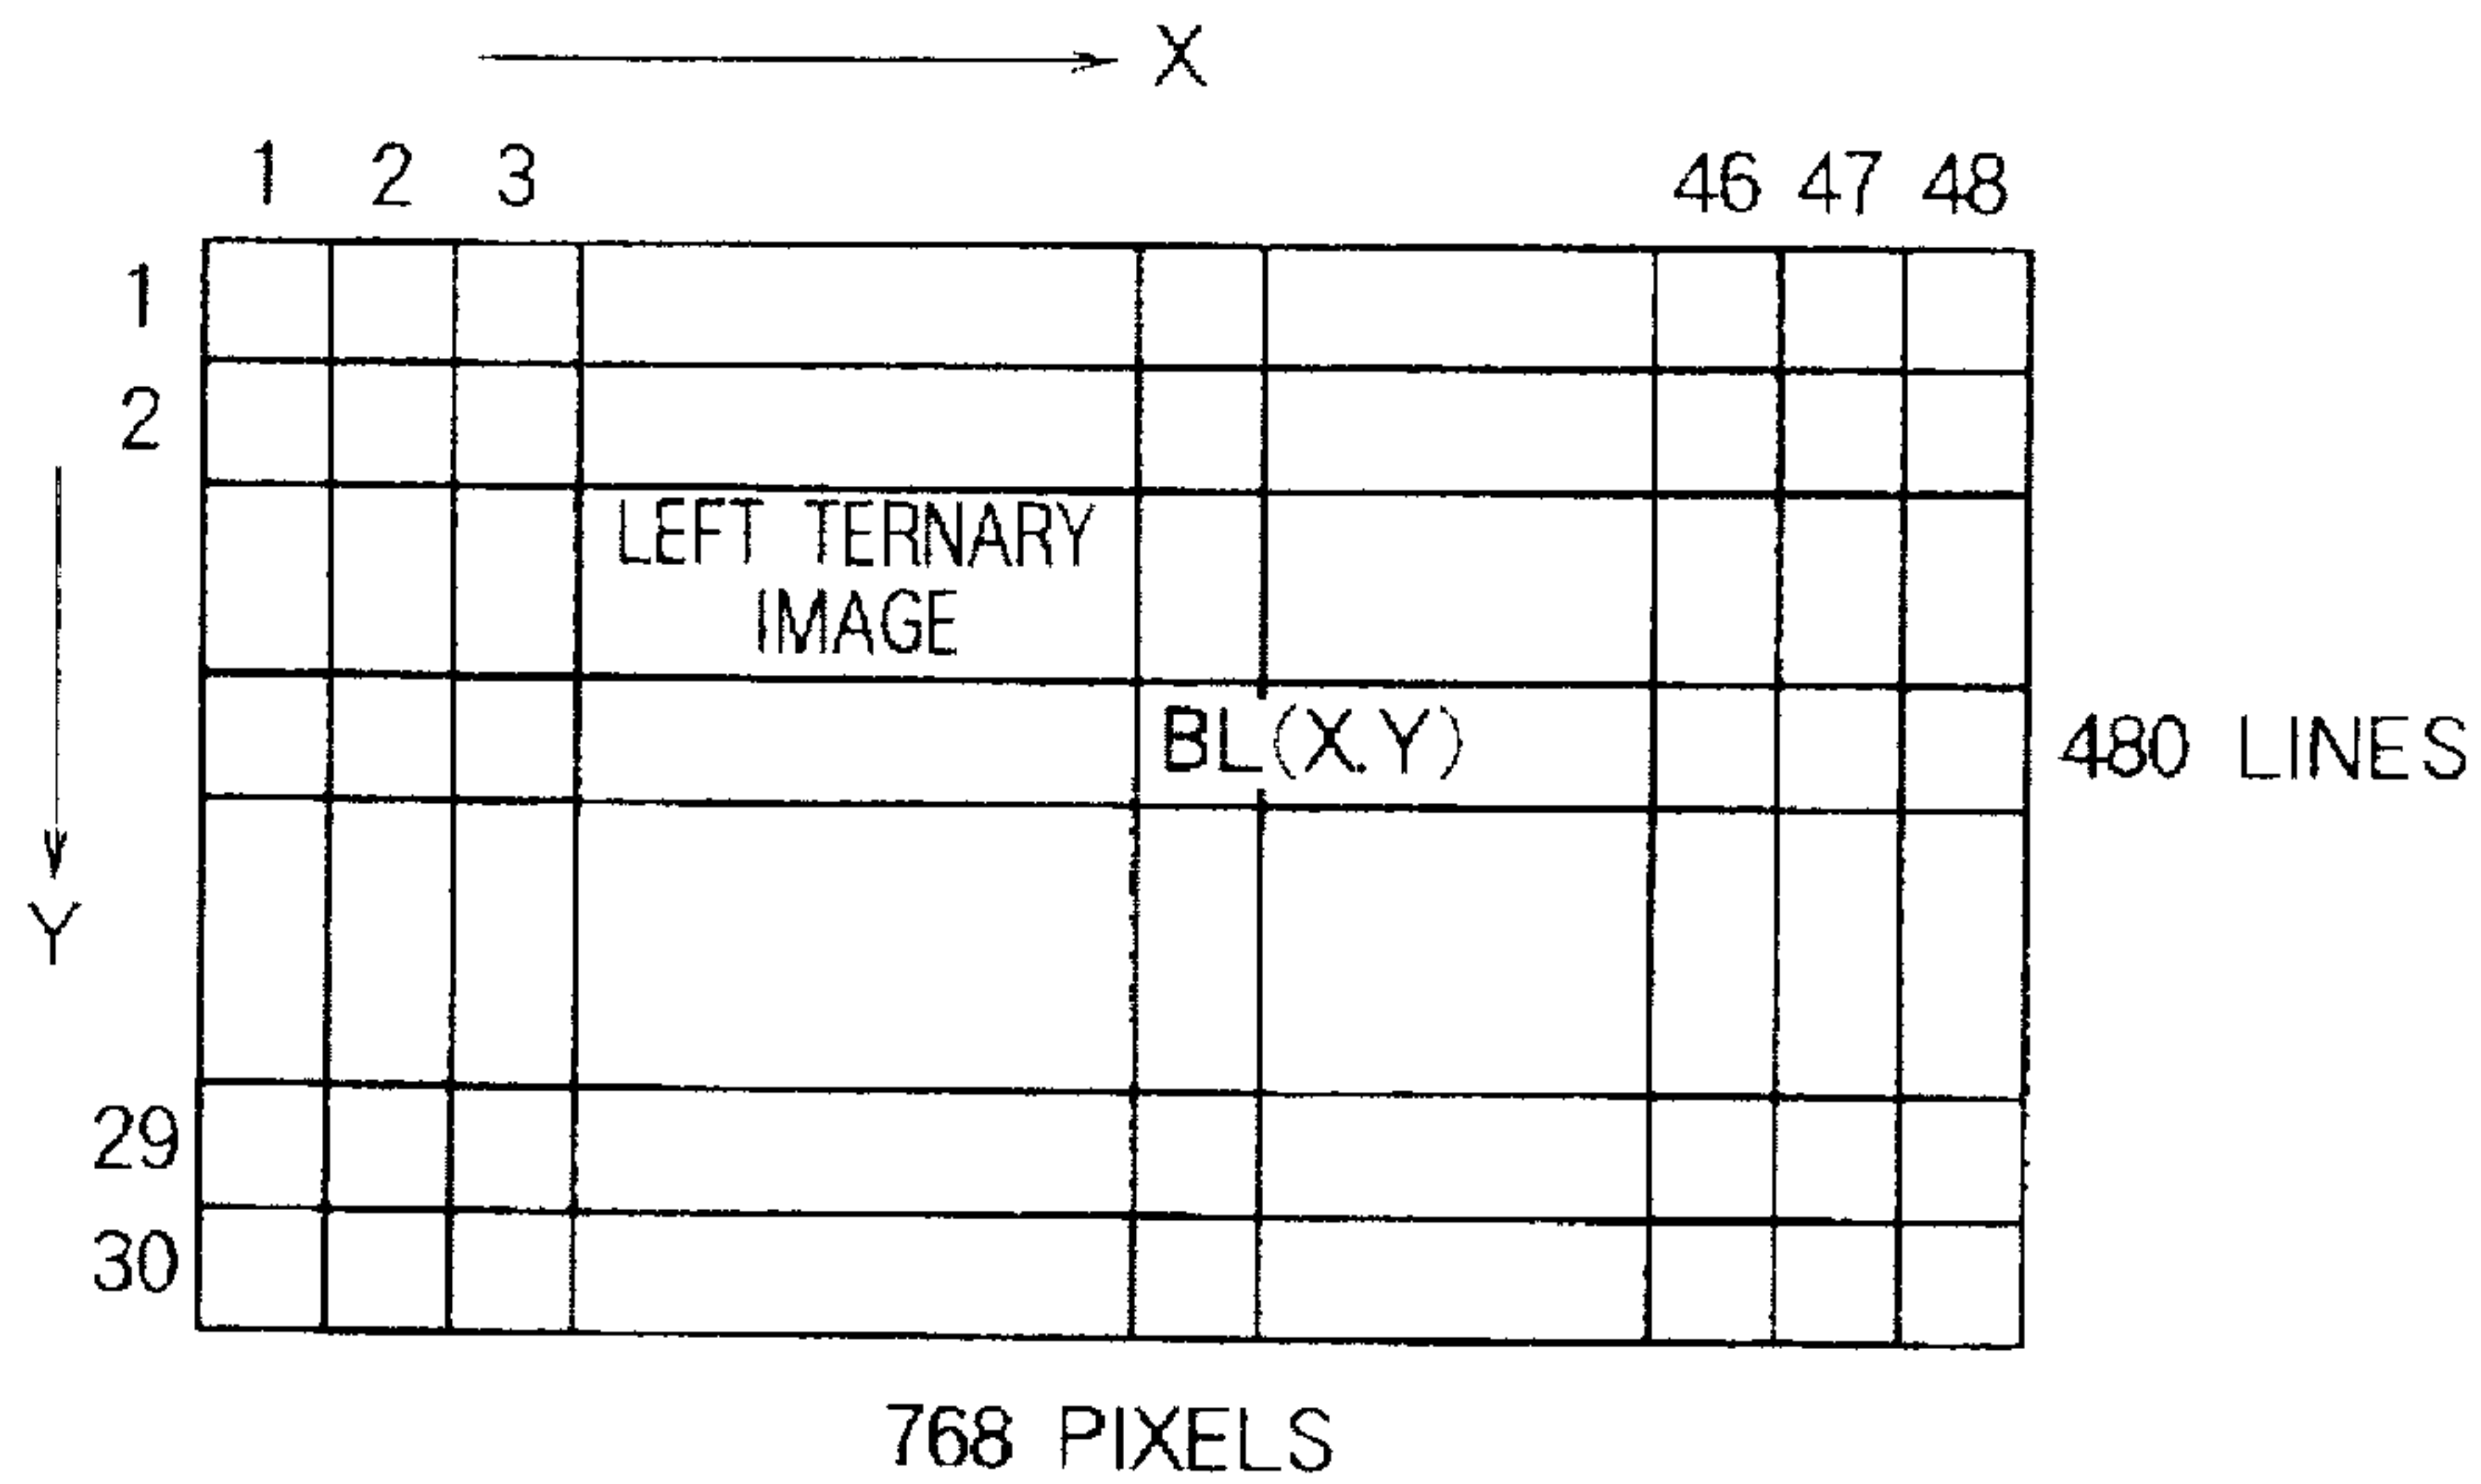 X
1 2 3 46 47 48
1
2
LEFT TERNARY
IMAGE
BL(X.Y)
480 LINES
Y
29
30
768 PIXELS